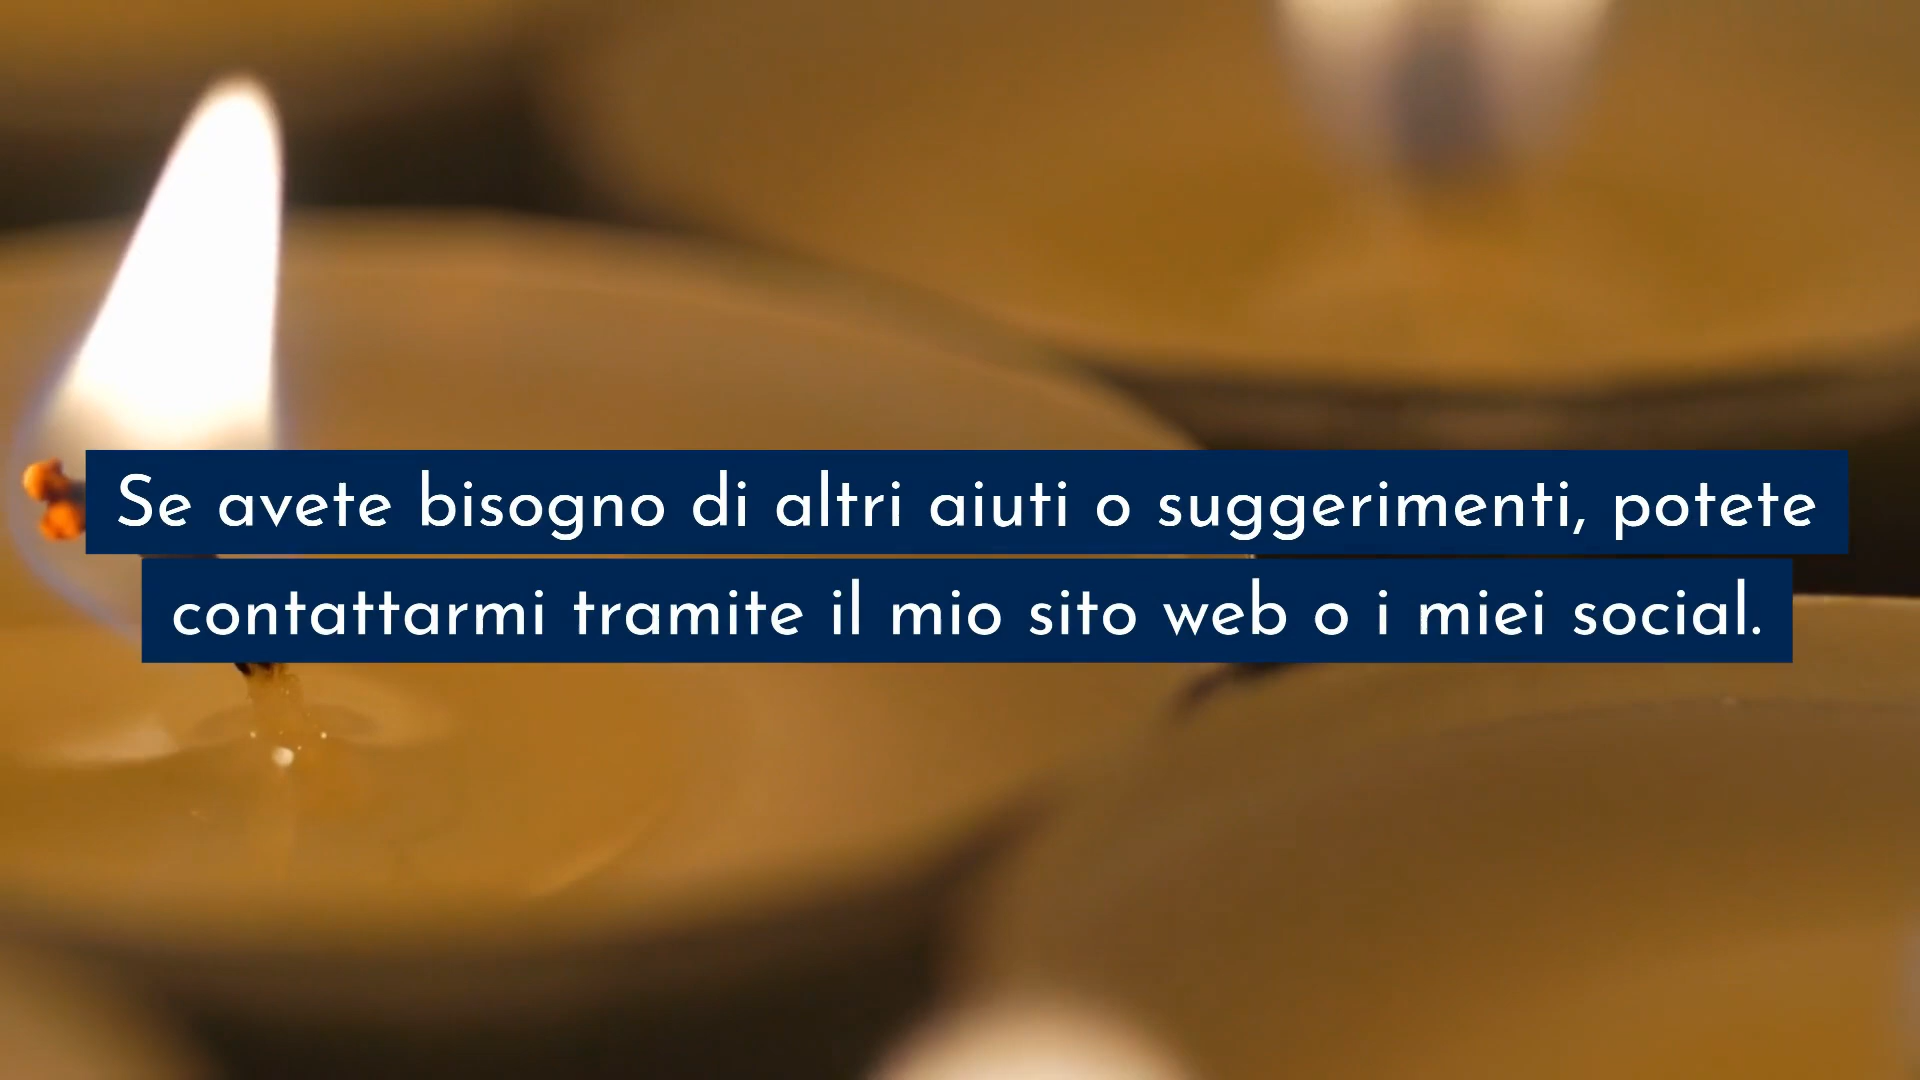 Se avete bisogno di altri aiuti o suggerimenti, potete
contattarmi tramite il mio sito web o i miei social.